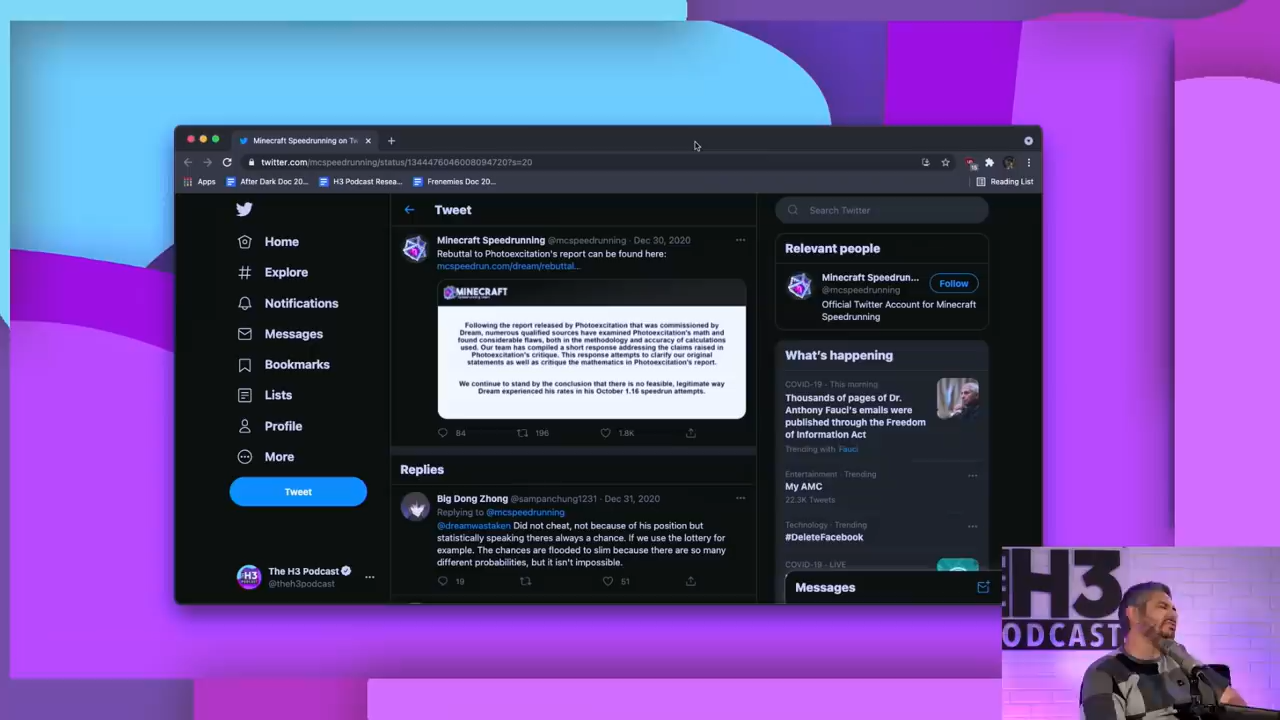 Minecraft Speedrunning on Tw
twitter.com/mcspeedrunning/status/1344476046008094720?s=20
Apps
After Dark Doc 20...
H3 Podcast Resea...
Frenemies Doc 20...
Reading List
Home
Explore
Notifications
Messages
Bookmarks
Lists
Profile
More
Tweet
The H3 Podcast
@theh3podcast
Tweet
Minecraft Speedrunning @mcspeedrunning · Dec 30, 2020
Rebuttal to Photoexcitation's report can be found here:
mcspeedrun.com/dream/rebuttal...
MINECRAFT
Following the report released by Photoexcitation that was commissioned by
Dream, numerous qualified sources have examined Photoexcitation's math and
found considerable flaws, both in the methodology and accuracy of calculations
used. Our team has compiled a short response addressing the claims raised in
Photoexcitation's critique. This response attempts to clarify our original
statements as well as critique the mathematics in Photoexcitation's report.
We continue to stand by the conclusion that there is no feasible, legitimate way
Dream experienced his rates in his October 1.16 speedrun attempts.
84 196 1.8K
Replies
Big Dong Zhong @sampanchung1231 · Dec 31, 2020
Replying to @mcspeedrunning
@dreamwastaken Did not cheat, not because of his position but
statistically speaking theres always a chance. If we use the lottery for
example. The chances are flooded to slim because there are so many
different probabilities, but it isn't impossible.
19 51
Search Twitter
Relevant people
Minecraft Speedrun...
@mcspeedrunning
Follow
Official Twitter Account for Minecraft
Speedrunning
What's happening
COVID-19 · This morning
Thousands of pages of Dr.
Anthony Fauci's emails were
published through the Freedom
of Information Act
Trending with Fauci
Entertainment · Trending
My AMC
22.3K Tweets
Technology · Trending
#DeleteFacebook
COVID-19 · LIVE
Messages
H3
PODCAST